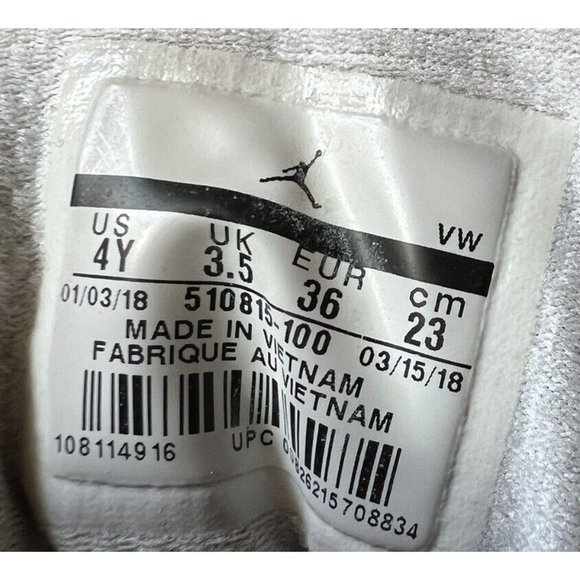 VW
US UK EUR cm
4Y 3.5 36 23
01/03/18 510815-100 03/15/18
MADE IN VIETNAM
FABRIQUE AU VIETNAM
108114916 UPC